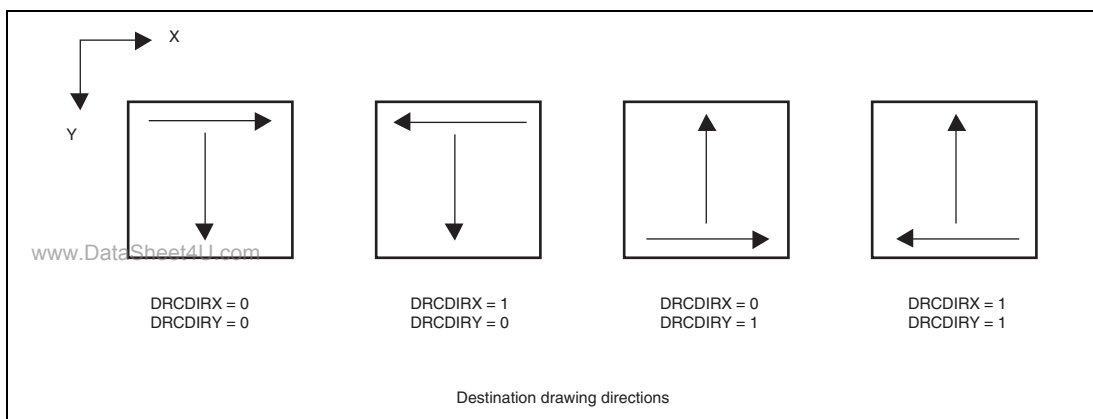 X
Y
www.DataSheet4U.com
DRCDIRX = 0
DRCDIRY = 0
DRCDIRX = 1
DRCDIRY = 0
DRCDIRX = 0
DRCDIRY = 1
DRCDIRX = 1
DRCDIRY = 1
Destination drawing directions